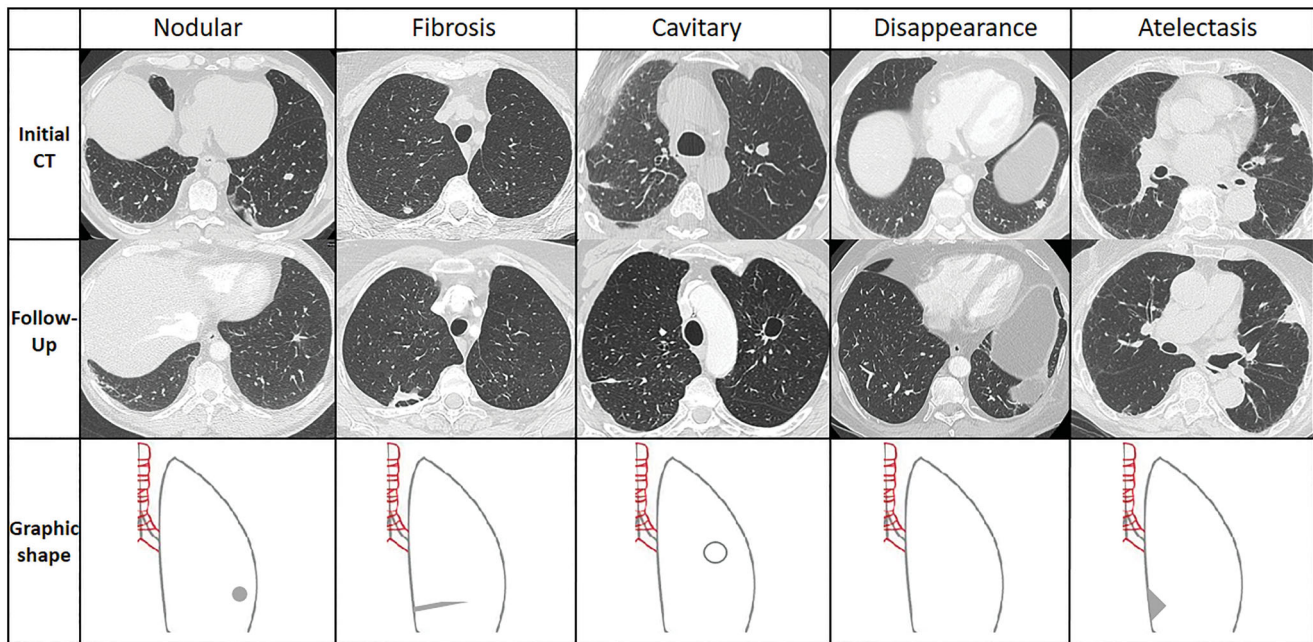 Nodular
Fibrosis
Cavitary
Disappearance
Atelectasis
Initial
CT
Follow-
Up
Graphic
shape